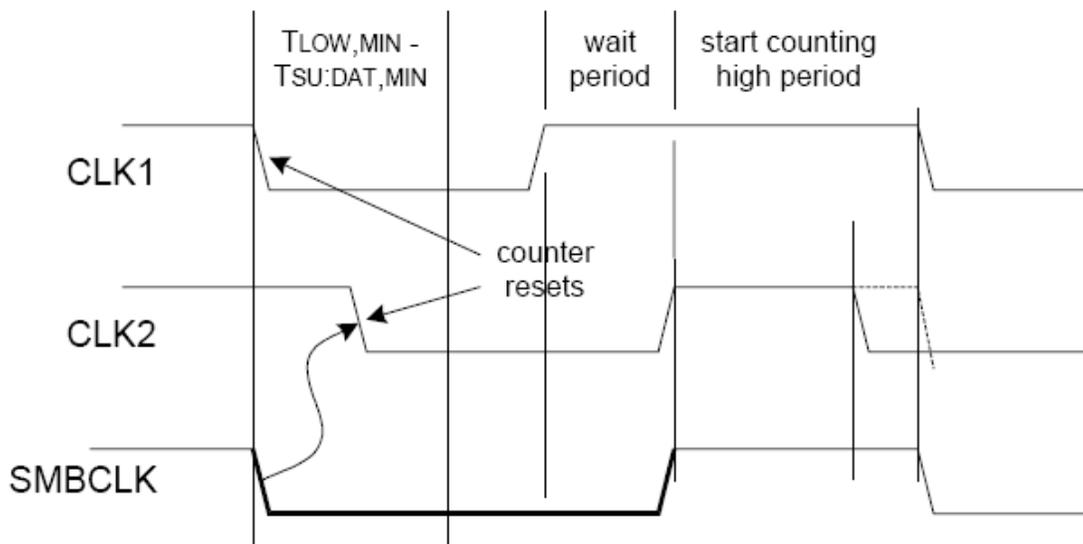 TLOW,MIN -
TSU:DAT,MIN
wait
period
start counting
high period
CLK1
counter
resets
CLK2
SMBCLK